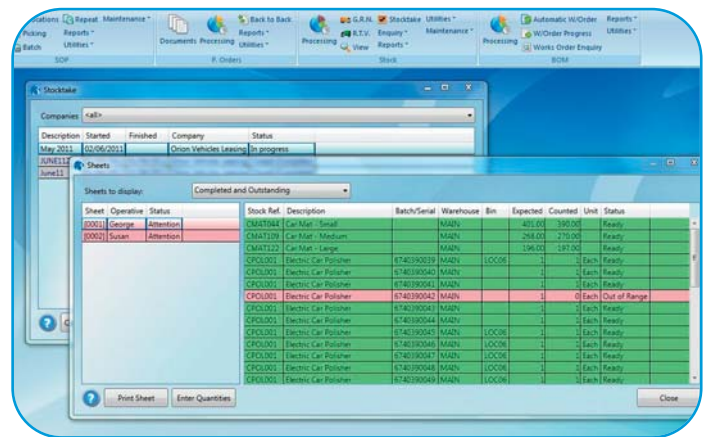 Repeat Maintenance
Picking Reports
Batch Utilities
SOP
Documents Processing
Back to Back
Reports
Utilities
P. Orders
Processing
G.R.N. Stocktake Utilities
R.T.V. Enquiry Maintenance
View Reports
Stock
Processing
Automatic W/Order Reports
W/Order Progress Utilities
Works Order Enquiry
BOM
Stocktake
Companies <all>
Description Started Finished Company Status
May 2011 02/06/2011 Orion Vehicles Leasing In progress
June11
Sheets
Sheets to display: Completed and Outstanding
Sheet Operative Status
[0001] George Attention
[0002] Susan Attention
Stock Ref. Description Batch/Serial Warehouse Bin Expected Counted Unit Status
CMAT044 Car Mat - Small MAIN 401.00 390.00 Ready
CMAT109 Car Mat - Medium MAIN 268.00 270.00 Ready
CMAT122 Car Mat - Large MAIN 196.00 197.00 Ready
CPOL001 Electric Car Polisher 6740390039 MAIN LOC06 1 1 Each Ready
CPOL001 Electric Car Polisher 6740390040 MAIN 1 1 Each Ready
CPOL001 Electric Car Polisher 6740390041 MAIN 1 1 Each Ready
CPOL001 Electric Car Polisher 6740390042 MAIN 1 0 Each Out of Range
CPOL001 Electric Car Polisher 6740390043 MAIN 1 1 Each Ready
CPOL001 Electric Car Polisher 6740390044 MAIN 1 1 Each Ready
CPOL001 Electric Car Polisher 6740390045 MAIN LOC06 1 1 Each Ready
CPOL001 Electric Car Polisher 6740390046 MAIN LOC06 1 1 Each Ready
CPOL001 Electric Car Polisher 6740390047 MAIN LOC06 1 1 Each Ready
CPOL001 Electric Car Polisher 6740390048 MAIN LOC06 1 1 Each Ready
CPOL001 Electric Car Polisher 6740390049 MAIN LOC06 1 1 Each Ready
Print Sheet Enter Quantities Close